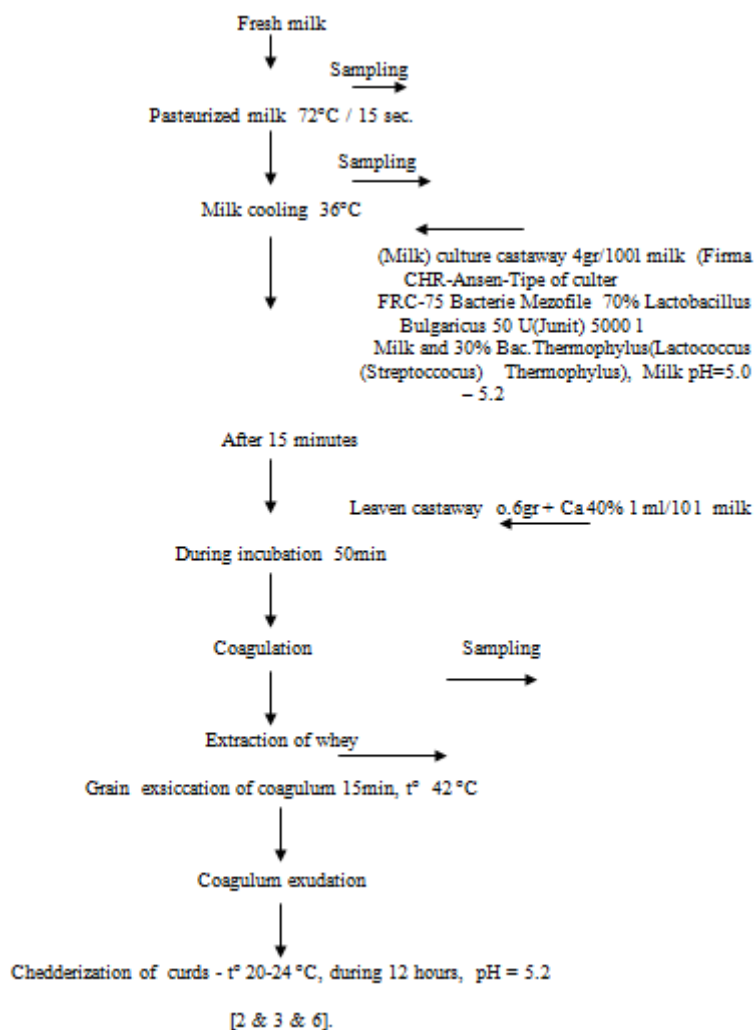 Fresh milk
Sampling
Pasteurized milk 72°C / 15 sec.
Sampling
Milk cooling 36°C
(Milk) culture castaway 4gr/100l milk (Firma
CHR-Ansen-Tipe of culter
FRC-75 Bacterie Mezofile 70% Lactobacillus
Bulgaricus 50 U(Junit) 5000 l
Milk and 30% Bac.Thermophylus(Lactococcus
(Streptoccocus) Thermophylus), Milk pH=5.0
– 5.2
After 15 minutes
Leaven castaway o.6gr + Ca 40% 1 ml/10 l milk
During incubation 50min
Coagulation Sampling
Extraction of whey
Grain exsiccation of coagulum 15min, t° 42 °C
Coagulum exudation
Chedderization of curds - t° 20-24 °C, during 12 hours, pH = 5.2
[2 & 3 & 6].